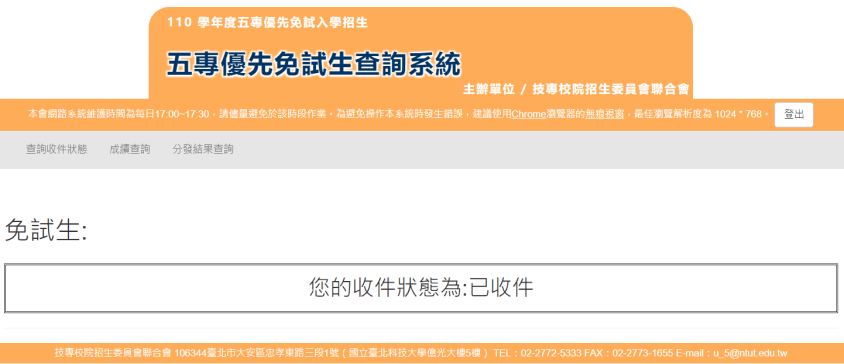 110 學年度五專優先免試入學招生
五專優先免試生查詢系統
主辦單位 / 技專校院招生委員會聯合會
本會網路系統維護時間為每日17:00~17:30，請儘量避免於該時段作業。為避免操作本系統時發生錯誤，建議使用Chrome瀏覽器的無痕視窗，最佳瀏覽解析度為 1024 * 768。 登出
查詢收件狀態 成績查詢 分發結果查詢
免試生:
您的收件狀態為:已收件
技專校院招生委員會聯合會 106344臺北市大安區忠孝東路三段1號 ( 國立臺北科技大學億光大樓5樓 ) TEL：02-2772-5333 FAX：02-2773-1655 E-mail：u_5@ntut.edu.tw